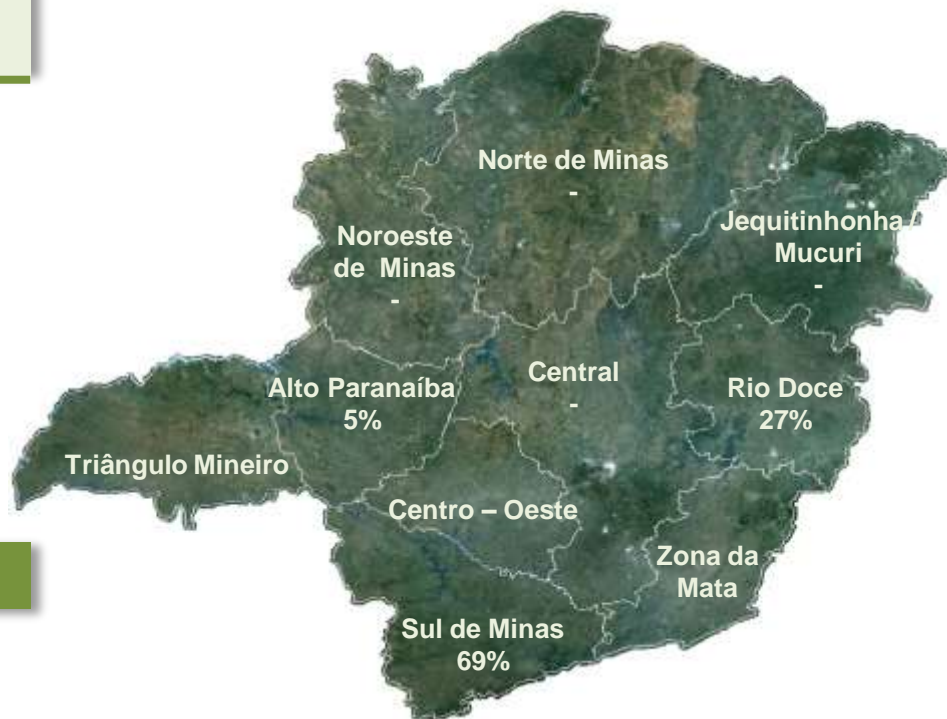 Norte de Minas
-
Jequitinhonha /
Mucuri
-
Noroeste
de Minas
-
Central
-
Alto Paranaíba
5%
Rio Doce
27%
Triângulo Mineiro
Centro – Oeste
Zona da
Mata
Sul de Minas
69%